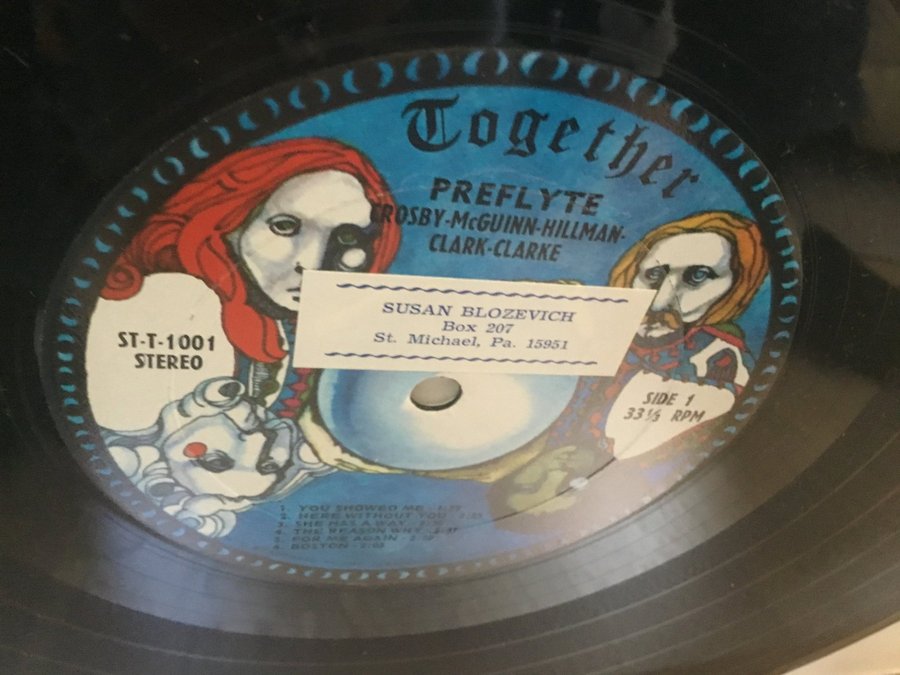 Together
PREFLYTE
CROSBY-McGUINN-HILLMAN-
CLARK-CLARKE
SUSAN BLOZEVICH
Box 207
St. Michael, Pa. 15951
ST-T-1001
STEREO
SIDE 1
33⅓ RPM
1. YOU SHOWED ME
2. HERE WITHOUT YOU
3. SHE HAS A WAY
4. THE REASON WHY
5. FOR ME AGAIN
6. BOSTON